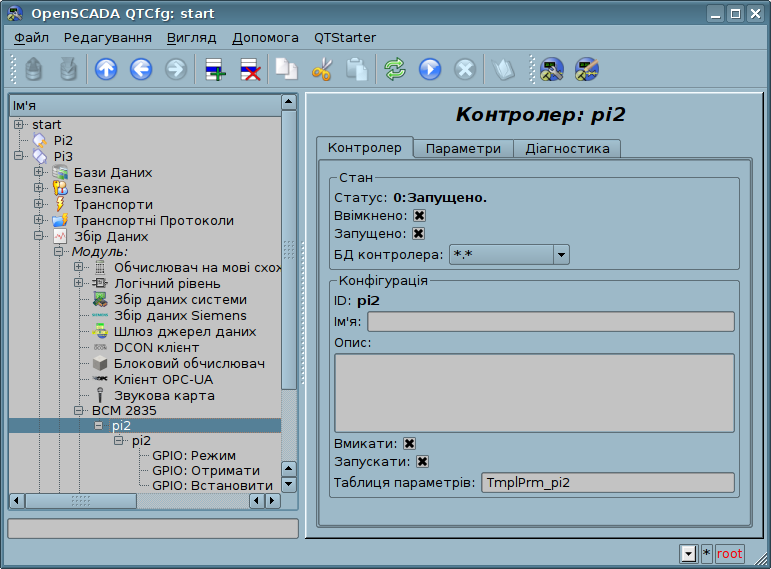 OpenSCADA QTCfg: start
Файл Редагування Вигляд Допомога QTStarter
Ім'я
start
Pi2
Pi3
Бази Даних
Безпека
Транспорти
Транспортні Протоколи
Збір Даних
Модуль:
Обчислювач на мові схож
Логічний рівень
Збір даних системи
Збір даних Siemens
Шлюз джерел даних
DCON клієнт
Блоковий обчислювач
Клієнт OPC-UA
Звукова карта
BCM 2835
pi2
pi2
GPIO: Режим
GPIO: Отримати
GPIO: Встановити
Контролер: pi2
Контролер Параметри Діагностика
Стан
Статус: 0:Запущено.
Ввімкнено:
Запущено:
БД контролера: *.*
Конфігурація
ID: pi2
Ім'я:
Опис:
Вмикати:
Запускати:
Таблиця параметрів: TmplPrm_pi2
* root